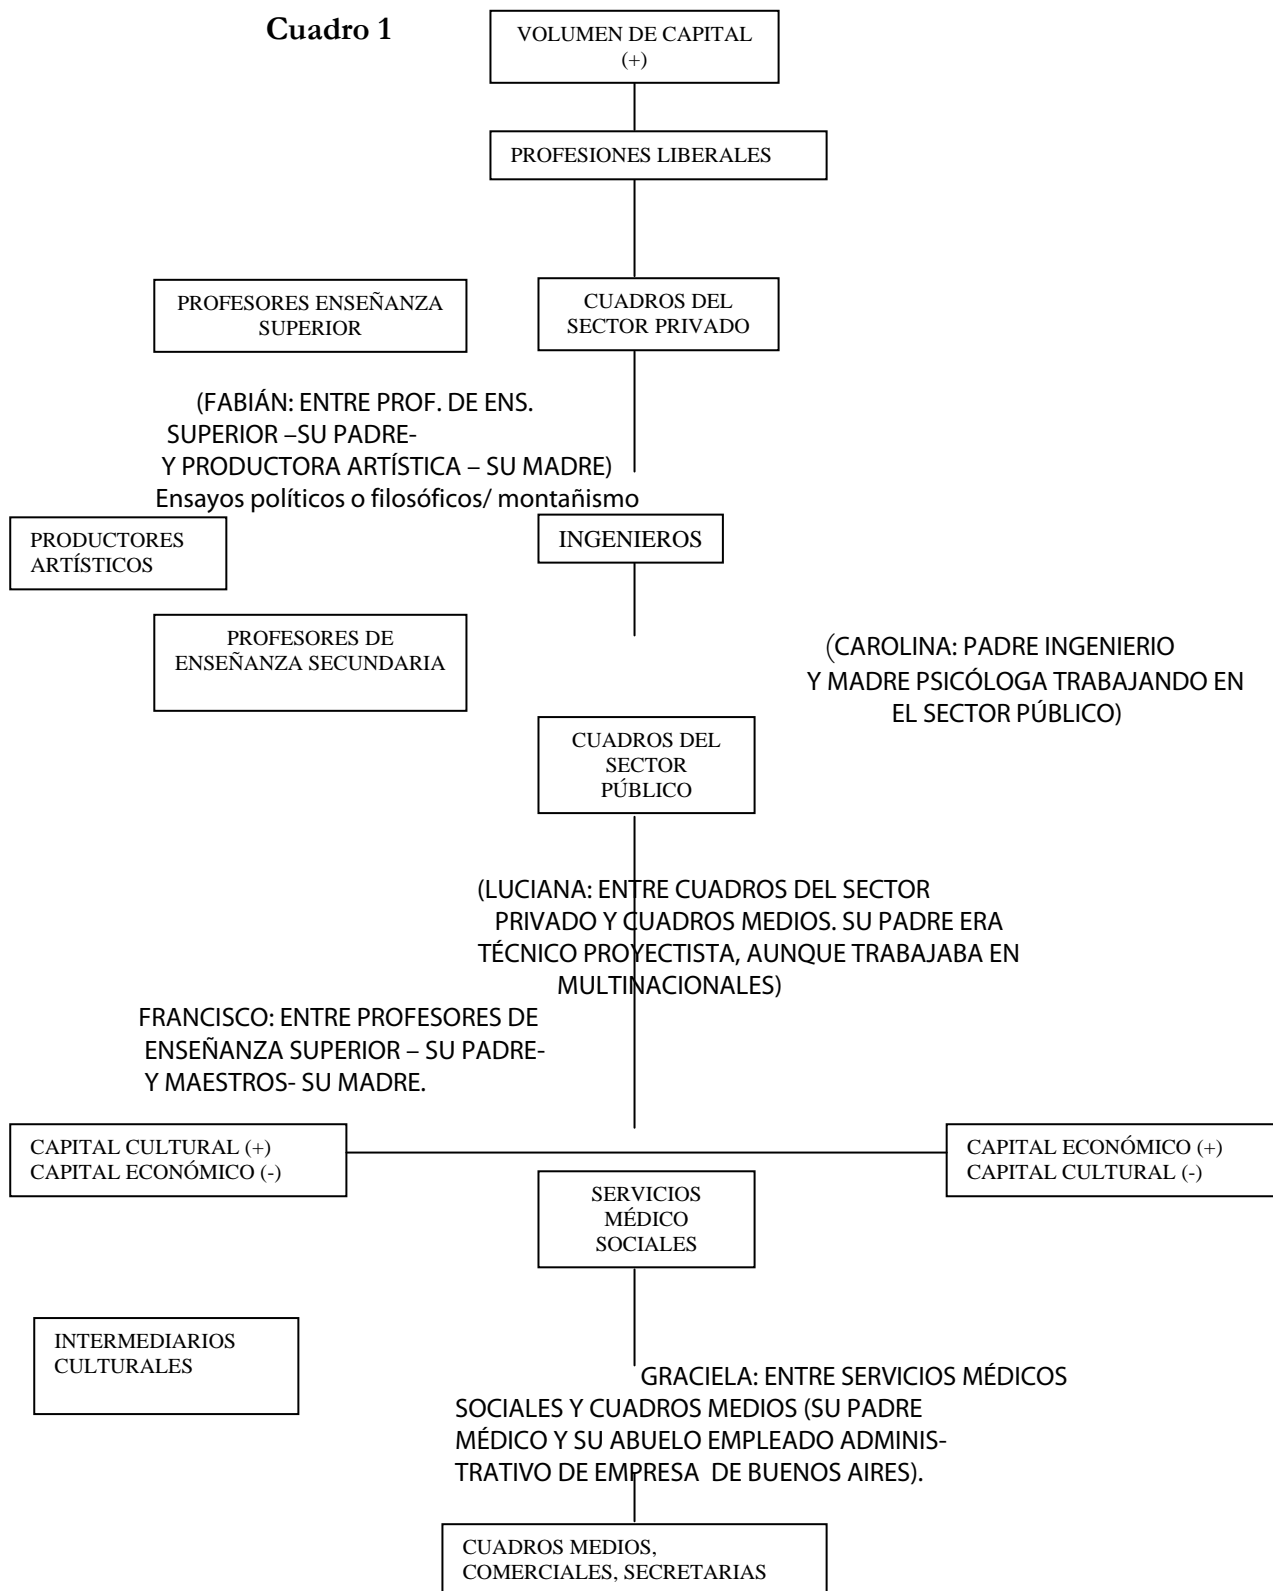 Cuadro 1
VOLUMEN DE CAPITAL
(+)
PROFESIONES LIBERALES
PROFESORES ENSEÑANZA
SUPERIOR
CUADROS DEL
SECTOR PRIVADO
(FABIÁN: ENTRE PROF. DE ENS.
SUPERIOR –SU PADRE-
Y PRODUCTORA ARTÍSTICA – SU MADRE)
Ensayos políticos o filosóficos/ montañismo
PRODUCTORES
ARTÍSTICOS
INGENIEROS
PROFESORES DE
ENSEÑANZA SECUNDARIA
(CAROLINA: PADRE INGENIERIO
Y MADRE PSICÓLOGA TRABAJANDO EN
EL SECTOR PÚBLICO)
CUADROS DEL
SECTOR
PÚBLICO
(LUCIANA: ENTRE CUADROS DEL SECTOR
PRIVADO Y CUADROS MEDIOS. SU PADRE ERA
TÉCNICO PROYECTISTA, AUNQUE TRABAJABA EN
MULTINACIONALES)
FRANCISCO: ENTRE PROFESORES DE
ENSEÑANZA SUPERIOR – SU PADRE-
Y MAESTROS- SU MADRE.
CAPITAL CULTURAL (+)
CAPITAL ECONÓMICO (-)
CAPITAL ECONÓMICO (+)
CAPITAL CULTURAL (-)
SERVICIOS
MÉDICO
SOCIALES
INTERMEDIARIOS
CULTURALES
GRACIELA: ENTRE SERVICIOS MÉDICOS
SOCIALES Y CUADROS MEDIOS (SU PADRE
MÉDICO Y SU ABUELO EMPLEADO ADMINIS-
TRATIVO DE EMPRESA DE BUENOS AIRES).
CUADROS MEDIOS,
COMERCIALES, SECRETARIAS